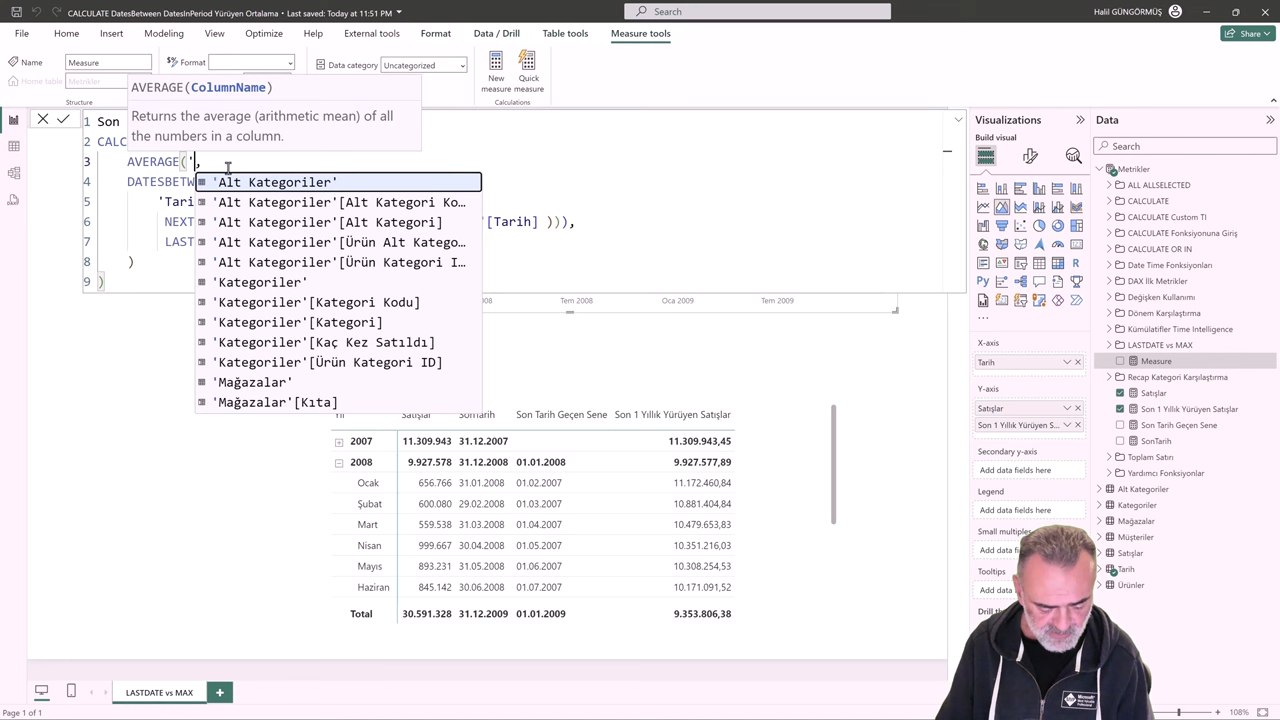 CALCULATE DatesBetween DatesInPeriod Yürüyen Ortalama • Last saved: Today at 11:51 PM
Search
Halil GÜNGÖRMÜŞ
File Home Insert Modeling View Optimize Help External tools Format Data / Drill Table tools Measure tools
Share
Name Measure
Home table Metrikler
Structure
Format
Data category Uncategorized
New measure
Quick measure
Calculations
AVERAGE(ColumnName)
Returns the average (arithmetic mean) of all
the numbers in a column.
1 Son
2 CALC
3 AVERAGE(',
4 DATESBETW
5 'Tari
6 NEXT '[Tarih] ))),
7 LAST
8 )
9 )
'Alt Kategoriler'
'Alt Kategoriler'[Alt Kategori Ko...
'Alt Kategoriler'[Alt Kategori]
'Alt Kategoriler'[Ürün Alt Katego...
'Alt Kategoriler'[Ürün Kategori I...
'Kategoriler'
'Kategoriler'[Kategori Kodu]
'Kategoriler'[Kategori]
'Kategoriler'[Kaç Kez Satıldı]
'Kategoriler'[Ürün Kategori ID]
'Mağazalar'
'Mağazalar'[Kıta]
2008 Tem 2008 Oca 2009 Tem 2009
Yıl Satışlar SonTarih Son Tarih Geçen Sene Son 1 Yıllık Yürüyen Satışlar
2007 11.309.943 31.12.2007 11.309.943,45
2008 9.927.578 31.12.2008 01.01.2008 9.927.577,89
Ocak 656.766 31.01.2008 01.02.2007 11.172.460,84
Şubat 600.080 29.02.2008 01.03.2007 10.881.404,84
Mart 559.538 31.03.2008 01.04.2007 10.479.653,83
Nisan 999.667 30.04.2008 01.05.2007 10.351.216,03
Mayıs 893.231 31.05.2008 01.06.2007 10.308.254,53
Haziran 845.142 30.06.2008 01.07.2007 10.171.091,52
Total 30.591.328 31.12.2009 01.01.2009 9.353.806,38
Visualizations
Build visual
X-axis
Tarih
Y-axis
Satışlar
Son 1 Yıllık Yürüyen S...
Secondary y-axis
Add data fields here
Legend
Add data fields here
Small multiples
Add data fields
Tooltips
Add data fields
Drill th
Data
Search
Metrikler
ALL ALLSELECTED
CALCULATE
CALCULATE Custom TI
CALCULATE Fonksiyonuna Giriş
CALCULATE OR IN
Date Time Fonksiyonları
DAX İlk Metrikler
Değişken Kullanımı
Dönem Karşılaştırma
Kümülatifler Time Intelligence
LASTDATE vs MAX
Measure
Recap Kategori Karşılaştırma
Satışlar
Son 1 Yıllık Yürüyen Satışlar
Son Tarih Geçen Sene
SonTarih
Toplam Satırı
Yardımcı Fonksiyonlar
Alt Kategoriler
Kategoriler
Mağazalar
Müşteriler
Satışlar
Tarih
Ürünler
LASTDATE vs MAX
Page 1 of 1
108%